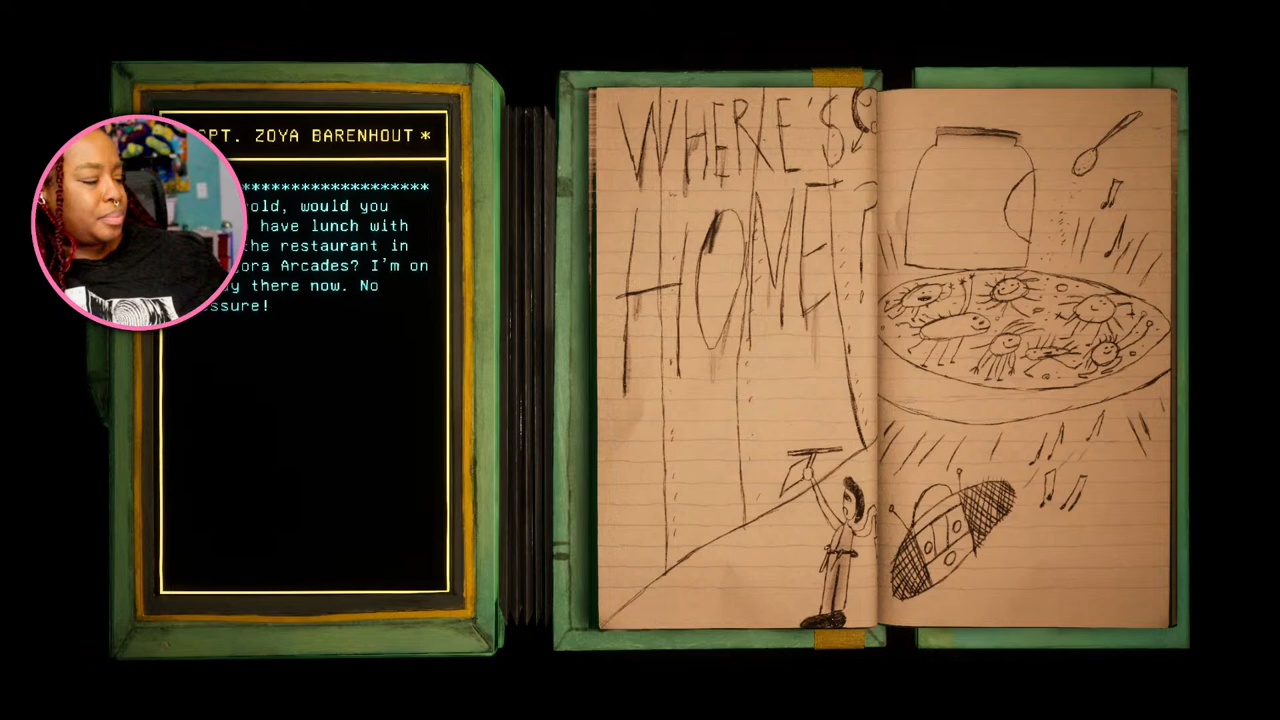 PT. ZOYA BARENHOUT *
*******************
old, would you
have lunch with
the restaurant in
ora Arcades? I'm on
y there now. No
ssure!
WHERE'S
HOME?